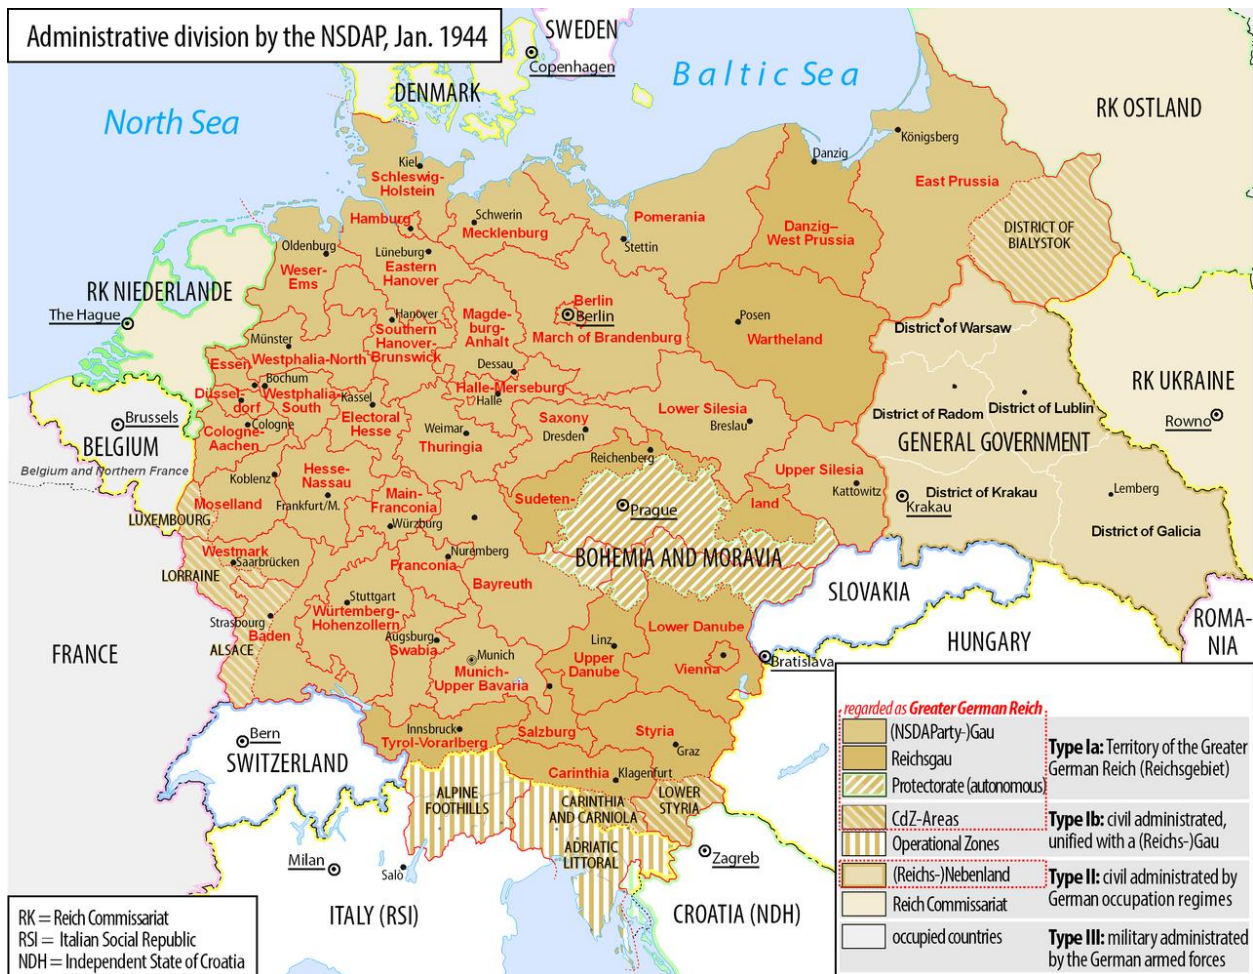 Administrative division by the NSDAP, Jan. 1944
SWEDEN
Copenhagen
DENMARK
Baltic Sea
North Sea
RK OSTLAND
Königsberg
Kiel
Schleswig-
Holstein
Danzig
East Prussia
Hamburg
Schwerin
Mecklenburg
Pomerania
Danzig–
West Prussia
Stettin
DISTRICT OF
BIALYSTOK
Oldenburg
Lüneburg
Eastern
Hanover
Weser-
Ems
RK NIEDERLANDE
The Hague
Hanover
Southern
Hanover-
Brunswick
Magde-
burg-
Anhalt
Berlin
Berlin
March of Brandenburg
Posen
Wartheland
District of Warsaw
Münster
Essen
Westphalia-North
Dessau
Halle-Merseburg
Halle
RK UKRAINE
Rowno
Bochum
Düssel-
dorf
Westphalia-
South
Kassel
Electoral
Hesse
Lower Silesia
Breslau
District of Radom
District of Lublin
GENERAL GOVERNMENT
Brussels
BELGIUM
Belgium and Northern France
Cologne
Cologne-
Aachen
Weimar
Thuringia
Saxony
Dresden
Reichenberg
Koblenz
Hesse-
Nassau
Frankfurt/M.
Main-
Franconia
Würzburg
Sudeten-
land
Upper Silesia
Kattowitz
District of Krakau
Krakau
Lemberg
District of Galicia
Moselland
LUXEMBOURG
Prague
BOHEMIA AND MORAVIA
Westmark
Saarbrücken
LORRAINE
Nuremberg
Franconia
Bayreuth
SLOVAKIA
Strasbourg
Baden
ALSACE
Stuttgart
Württemberg-
Hohenzollern
Augsburg
Swabia
Munich
Munich-
Upper Bavaria
Linz
Upper
Danube
Lower Danube
Vienna
Bratislava
HUNGARY
ROMA-
NIA
FRANCE
Bern
SWITZERLAND
Innsbruck
Tyrol-Vorarlberg
Salzburg
Styria
Graz
Carinthia
Klagenfurt
ALPINE
FOOTHILLS
CARINTHIA
AND CARNIOLA
LOWER
STYRIA
ADRIATIC
LITTORAL
Milan
Salò
ITALY (RSI)
Zagreb
CROATIA (NDH)
RK = Reich Commissariat
RSI = Italian Social Republic
NDH = Independent State of Croatia
regarded as Greater German Reich
(NSDAParty-)Gau
Reichsgau
Protectorate (autonomous)
Type Ia: Territory of the Greater
German Reich (Reichsgebiet)
CdZ-Areas
Operational Zones
Type Ib: civil administrated,
unified with a (Reichs-)Gau
(Reichs-)Nebenland
Reich Commissariat
Type II: civil administrated by
German occupation regimes
occupied countries
Type III: military administrated
by the German armed forces